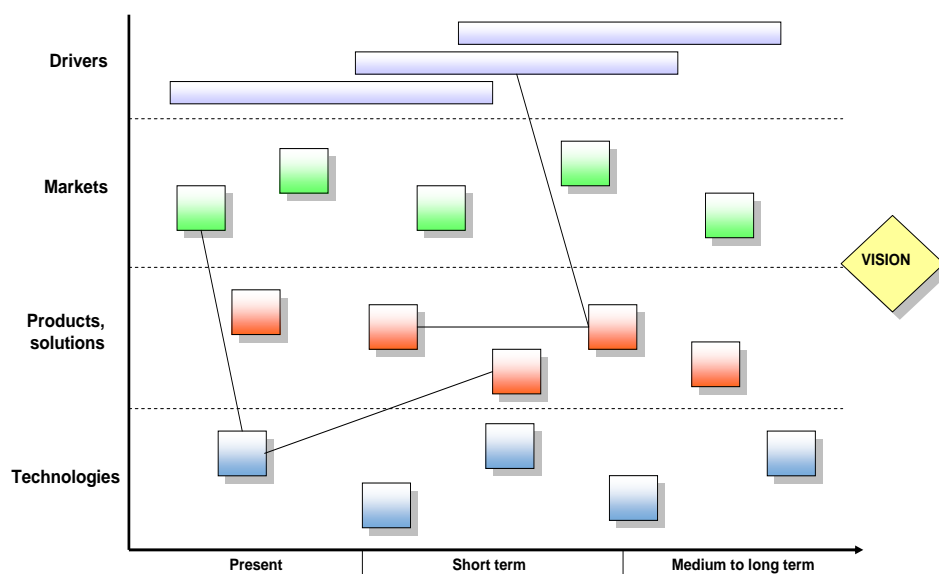 Drivers
Markets
VISION
Products,
solutions
Technologies
Present
Short term
Medium to long term